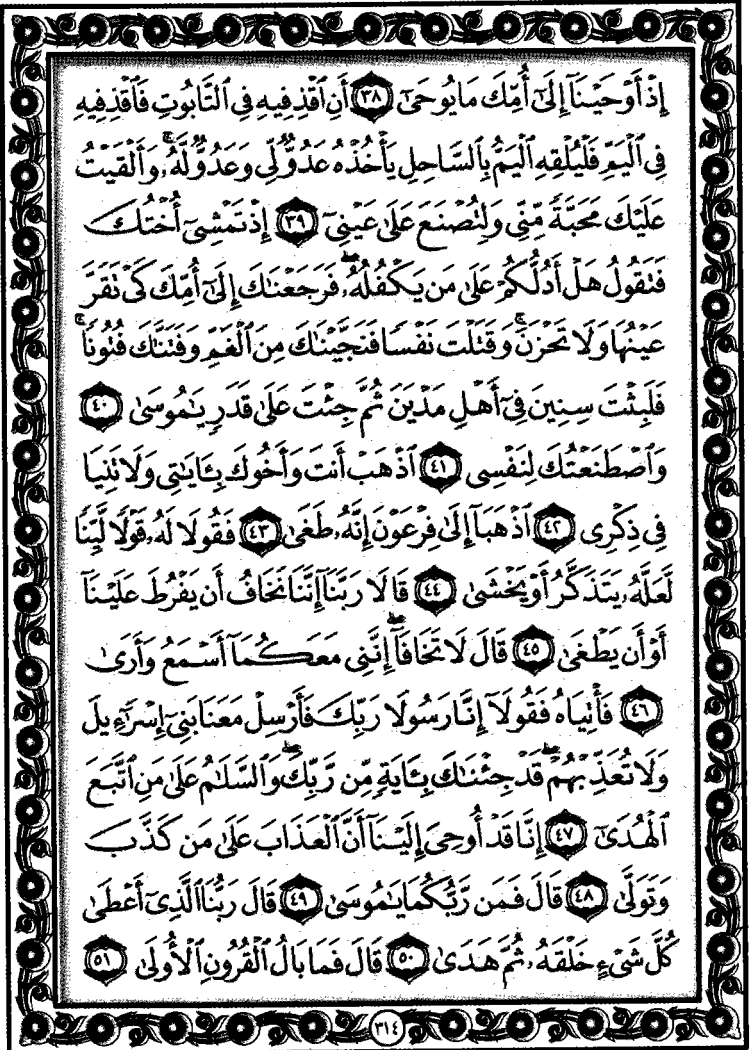 إِذْ أَوْحَيْنَآ إِلَىٰٓ أُمِّكَ مَا يُوحَىٰٓ ٣٨ أَنِ ٱقْذِفِيهِ فِى ٱلتَّابُوتِ فَٱقْذِفِيهِ
فِى ٱلْيَمِّ فَلْيُلْقِهِ ٱلْيَمُّ بِٱلسَّاحِلِ يَأْخُذْهُ عَدُوٌّ لِّى وَعَدُوٌّ لَّهُۥ ۚ وَأَلْقَيْتُ
عَلَيْكَ مَحَبَّةً مِّنِّى وَلِتُصْنَعَ عَلَىٰ عَيْنِىٓ ٣٩ إِذْ تَمْشِىٓ أُخْتُكَ
فَتَقُولُ هَلْ أَدُلُّكُمْ عَلَىٰ مَن يَكْفُلُهُۥ ۖ فَرَجَعْنَٰكَ إِلَىٰٓ أُمِّكَ كَىْ تَقَرَّ
عَيْنُهَا وَلَا تَحْزَنَ ۚ وَقَتَلْتَ نَفْسًا فَنَجَّيْنَٰكَ مِنَ ٱلْغَمِّ وَفَتَنَّٰكَ فُتُونًا ۚ
فَلَبِثْتَ سِنِينَ فِىٓ أَهْلِ مَدْيَنَ ثُمَّ جِئْتَ عَلَىٰ قَدَرٍ يَٰمُوسَىٰ ٤٠
وَٱصْطَنَعْتُكَ لِنَفْسِى ٤١ ٱذْهَبْ أَنتَ وَأَخُوكَ بِـَٔايَٰتِى وَلَا تَنِيَا
فِى ذِكْرِى ٤٢ ٱذْهَبَآ إِلَىٰ فِرْعَوْنَ إِنَّهُۥ طَغَىٰ ٤٣ فَقُولَا لَهُۥ قَوْلًا لَّيِّنًا
لَّعَلَّهُۥ يَتَذَكَّرُ أَوْ يَخْشَىٰ ٤٤ قَالَا رَبَّنَآ إِنَّنَا نَخَافُ أَن يَفْرُطَ عَلَيْنَآ
أَوْ أَن يَطْغَىٰ ٤٥ قَالَ لَا تَخَافَآ ۖ إِنَّنِى مَعَكُمَآ أَسْمَعُ وَأَرَىٰ
٤٦ فَأْتِيَاهُ فَقُولَآ إِنَّا رَسُولَا رَبِّكَ فَأَرْسِلْ مَعَنَا بَنِىٓ إِسْرَٰٓءِيلَ
وَلَا تُعَذِّبْهُمْ ۖ قَدْ جِئْنَٰكَ بِـَٔايَةٍ مِّن رَّبِّكَ ۖ وَٱلسَّلَٰمُ عَلَىٰ مَنِ ٱتَّبَعَ
ٱلْهُدَىٰٓ ٤٧ إِنَّا قَدْ أُوحِىَ إِلَيْنَآ أَنَّ ٱلْعَذَابَ عَلَىٰ مَن كَذَّبَ
وَتَوَلَّىٰ ٤٨ قَالَ فَمَن رَّبُّكُمَا يَٰمُوسَىٰ ٤٩ قَالَ رَبُّنَا ٱلَّذِىٓ أَعْطَىٰ
كُلَّ شَىْءٍ خَلْقَهُۥ ثُمَّ هَدَىٰ ٥٠ قَالَ فَمَا بَالُ ٱلْقُرُونِ ٱلْأُولَىٰ ٥١
٣١٤